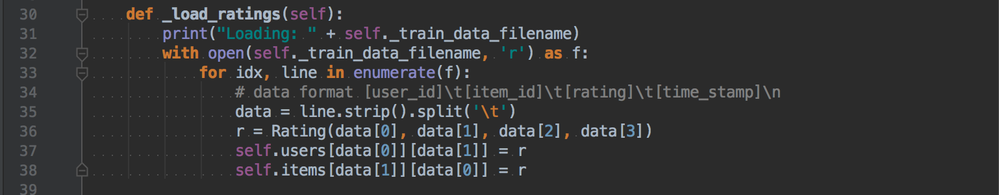 30 def _load_ratings(self):
31 print("Loading: " + self._train_data_filename)
32 with open(self._train_data_filename, 'r') as f:
33 for idx, line in enumerate(f):
34 # data format [user_id]\t[item_id]\t[rating]\t[time_stamp]\n
35 data = line.strip().split('\t')
36 r = Rating(data[0], data[1], data[2], data[3])
37 self.users[data[0]][data[1]] = r
38 self.items[data[1]][data[0]] = r
39